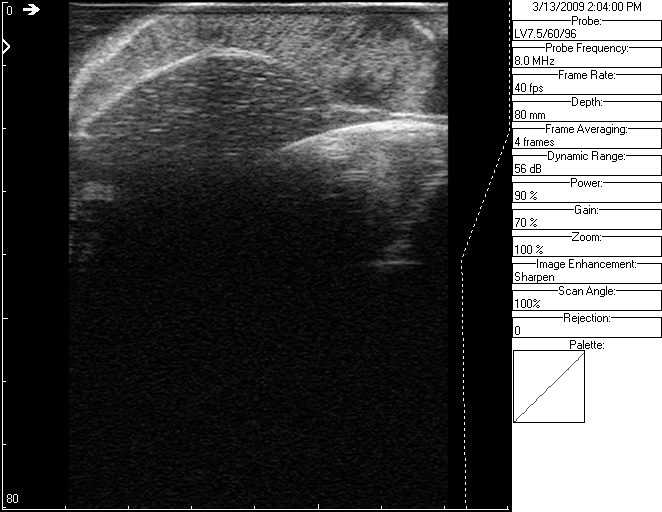 0
80
3/13/2009 2:04:00 PM
Probe:
LV7.5/60/96
Probe Frequency:
8.0 MHz
Frame Rate:
40 fps
Depth:
80 mm
Frame Averaging:
4 frames
Dynamic Range:
56 dB
Power:
90 %
Gain:
70 %
Zoom:
100 %
Image Enhancement:
Sharpen
Scan Angle:
100%
Rejection:
0
Palette: